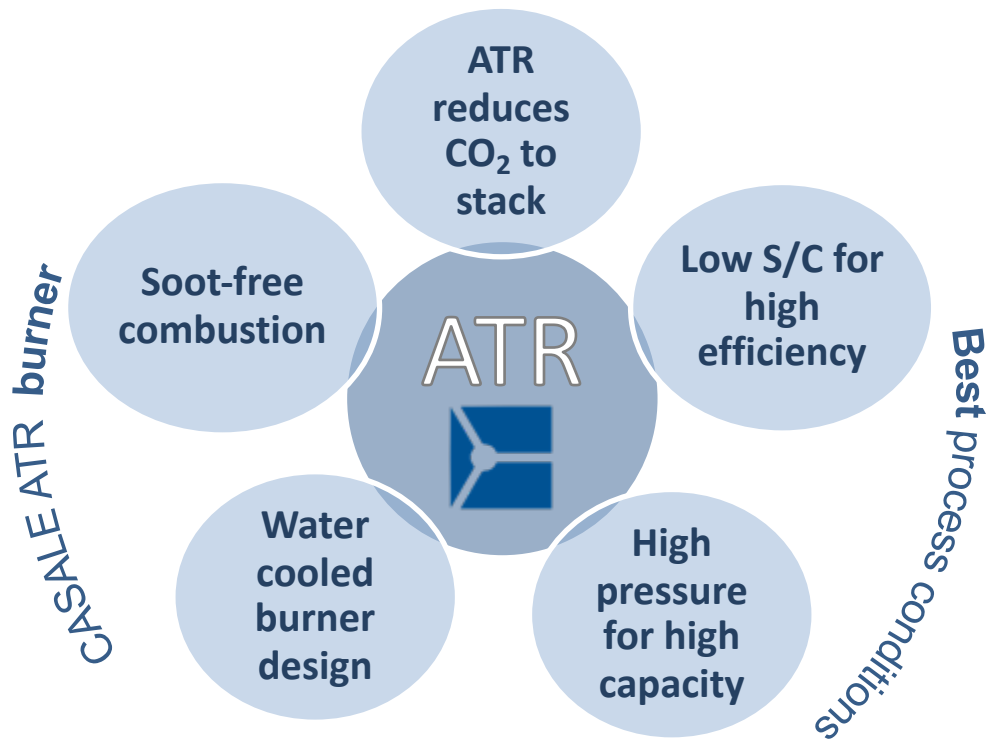 ATR
reduces
CO₂ to
stack
Soot-free
combustion
Low S/C for
high
efficiency
ATR
Water
cooled
burner
design
High
pressure
for high
capacity
CASALE ATR burner
Best process conditions